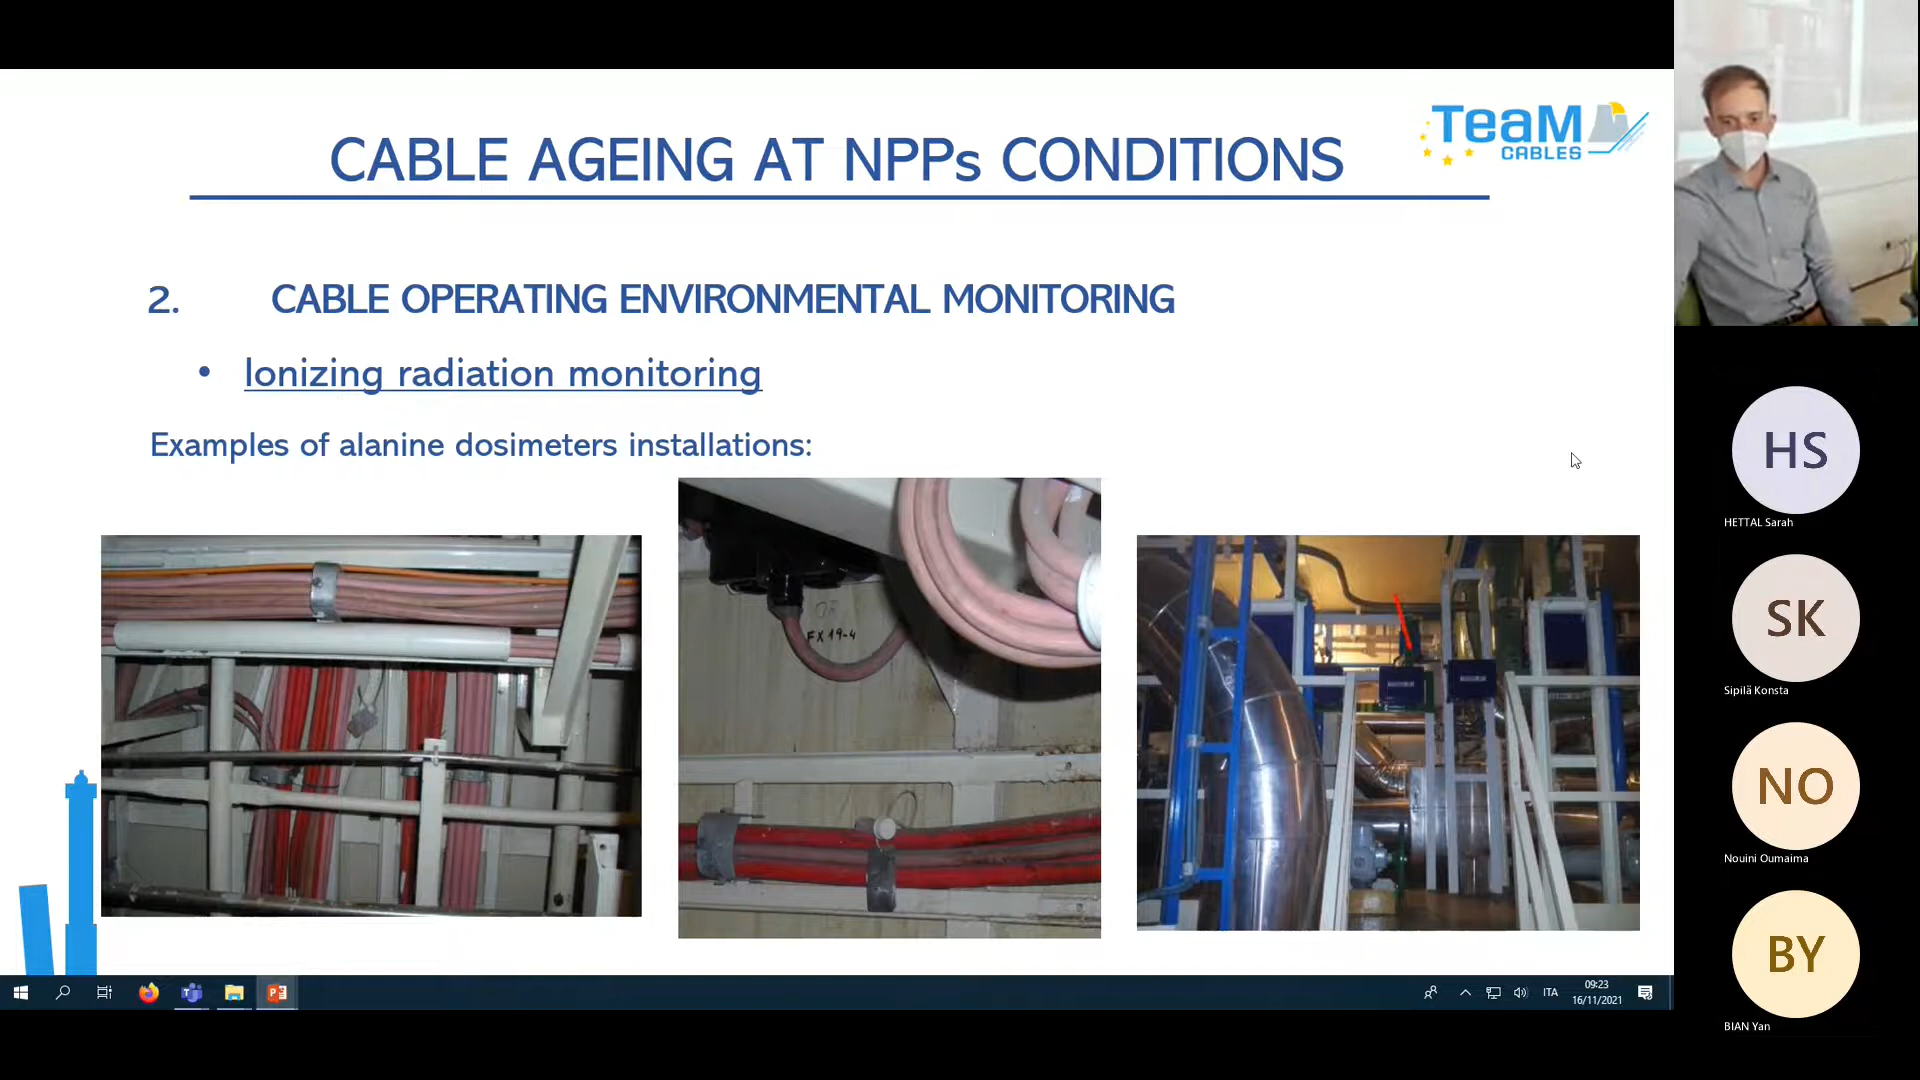 CABLE AGEING AT NPPs CONDITIONS
TeaM
CABLES
2. CABLE OPERATING ENVIRONMENTAL MONITORING
• Ionizing radiation monitoring
Examples of alanine dosimeters installations:
FX19-4
HS
HETTAL Sarah
SK
Sipilä Konsta
NO
Nouini Oumaima
BY
BIAN Yan
ITA
09:23
16/11/2021